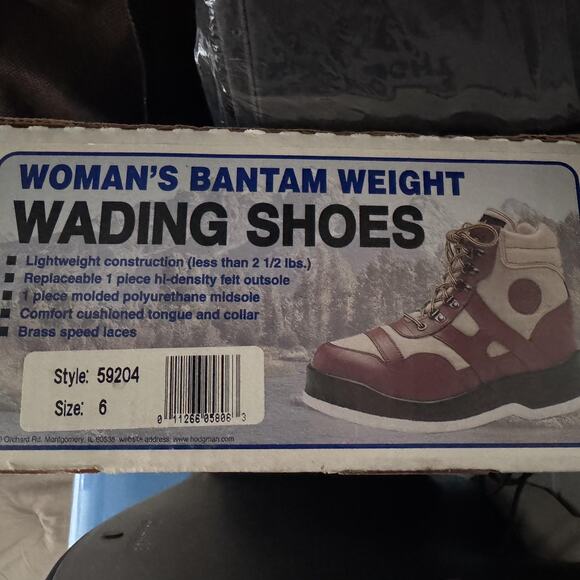 WOMAN'S BANTAM WEIGHT
WADING SHOES
■ Lightweight construction (less than 2 1/2 lbs.)
■ Replaceable 1 piece hi-density felt outsole
■ 1 piece molded polyurethane midsole
■ Comfort cushioned tongue and collar
■ Brass speed laces
Style: 59204
Size: 6
0 11266 05806 3
Orchard Rd. Montgomery, IL 60538 website address: www.hodgman.com